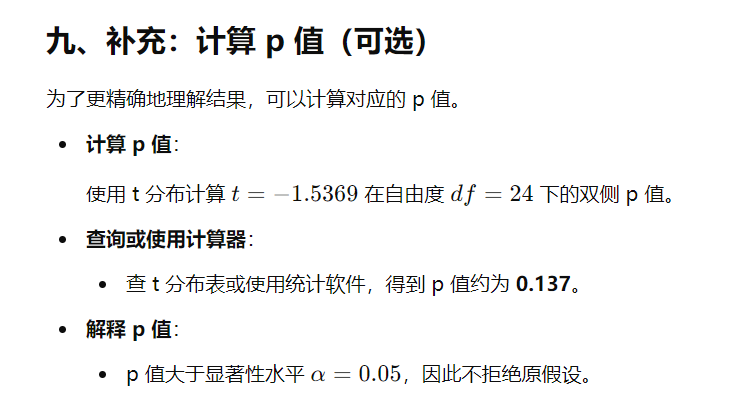 九、补充：计算 p 值（可选）
为了更精确地理解结果，可以计算对应的 p 值。
• 计算 p 值：
使用 t 分布计算 t = −1.5369 在自由度 df = 24 下的双侧 p 值。
• 查询或使用计算器：
• 查 t 分布表或使用统计软件，得到 p 值约为 0.137。
• 解释 p 值：
• p 值大于显著性水平 α = 0.05，因此不拒绝原假设。